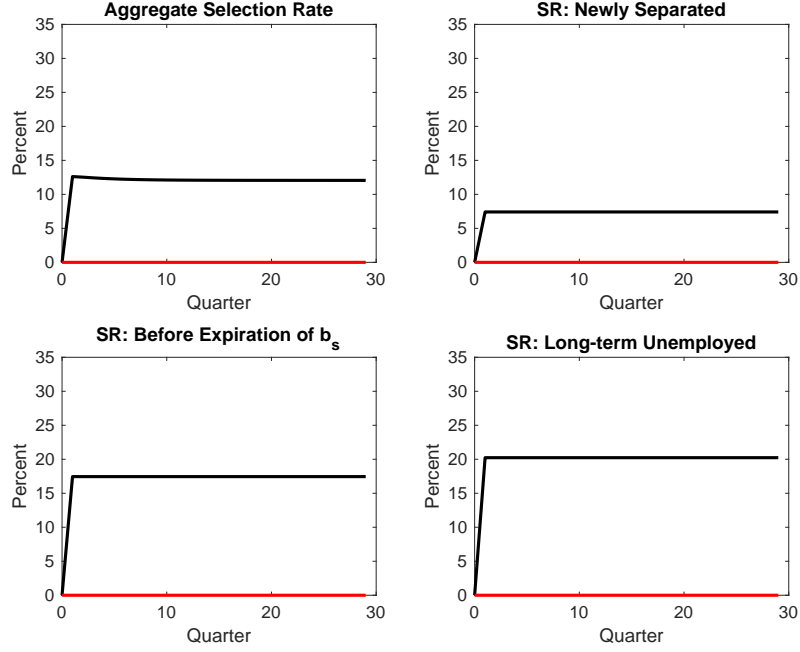 Aggregate Selection Rate
35
30
25
20
15
10
5
0
Percent
0 10 20 30
Quarter
SR: Newly Separated
35
30
25
20
15
10
5
0
Percent
0 10 20 30
Quarter
SR: Before Expiration of b_s
35
30
25
20
15
10
5
0
Percent
0 10 20 30
Quarter
SR: Long-term Unemployed
35
30
25
20
15
10
5
0
Percent
0 10 20 30
Quarter